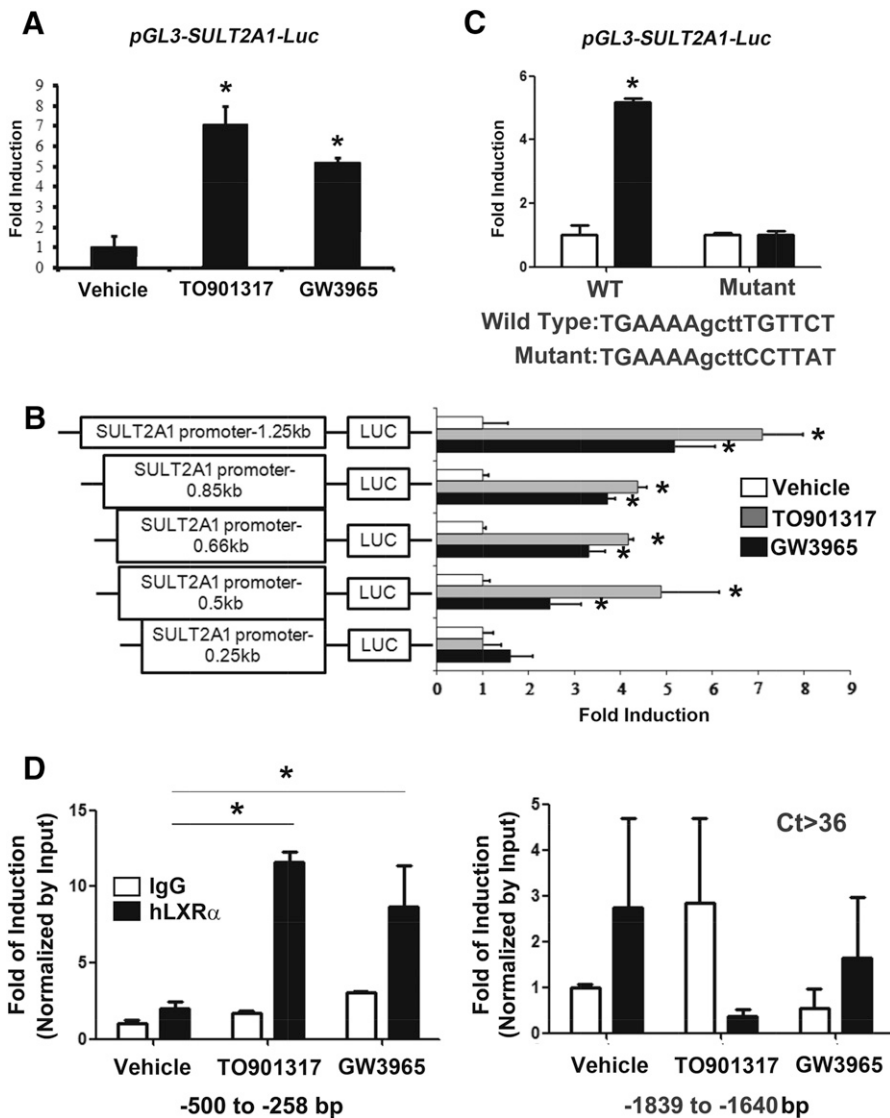 A
pGL3-SULT2A1-Luc
Fold Induction
9
8
7
6
5
4
3
2
1
0
*
*
Vehicle TO901317 GW3965
C
pGL3-SULT2A1-Luc
Fold Induction
6
4
2
0
*
WT Mutant
Wild Type:TGAAAAgcttTGTTCT
Mutant:TGAAAAgcttCCTTAT
B
SULT2A1 promoter-1.25kb
LUC
SULT2A1 promoter-
0.85kb
LUC
SULT2A1 promoter-
0.66kb
LUC
SULT2A1 promoter-
0.5kb
LUC
SULT2A1 promoter-
0.25kb
LUC
*
*
*
*
*
*
*
*
Vehicle
TO901317
GW3965
0 1 2 3 4 5 6 7 8 9
Fold Induction
D
Fold of Induction
(Normalized by Input)
15
10
5
0
*
*
IgG
hLXRα
Vehicle TO901317 GW3965
-500 to -258 bp
Fold of Induction
(Normalized by Input)
5
4
3
2
1
0
Ct>36
Vehicle TO901317 GW3965
-1839 to -1640 bp